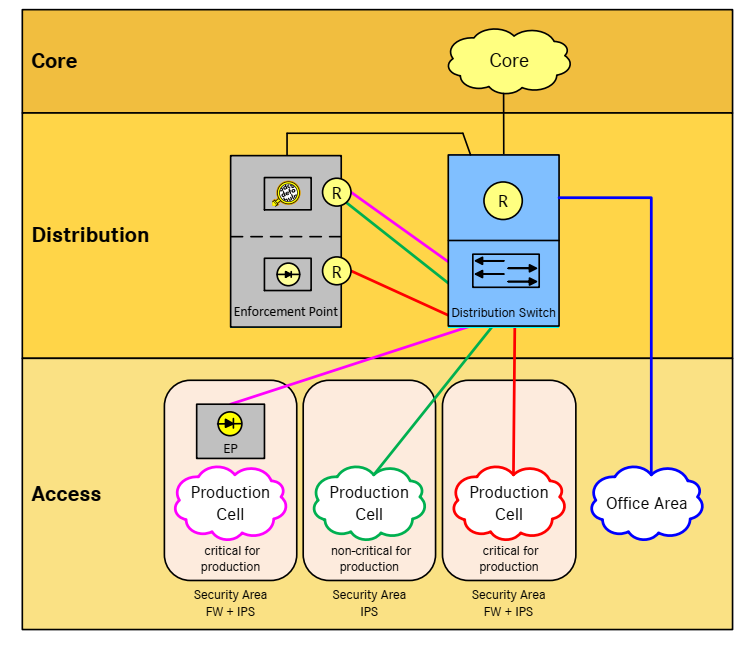 Core
Core
Distribution
R
R
R
Enforcement Point
Distribution Switch
Access
EP
Production
Cell
critical for
production
Security Area
FW + IPS
Production
Cell
non-critical for
production
Security Area
IPS
Production
Cell
critical for
production
Security Area
FW + IPS
Office Area